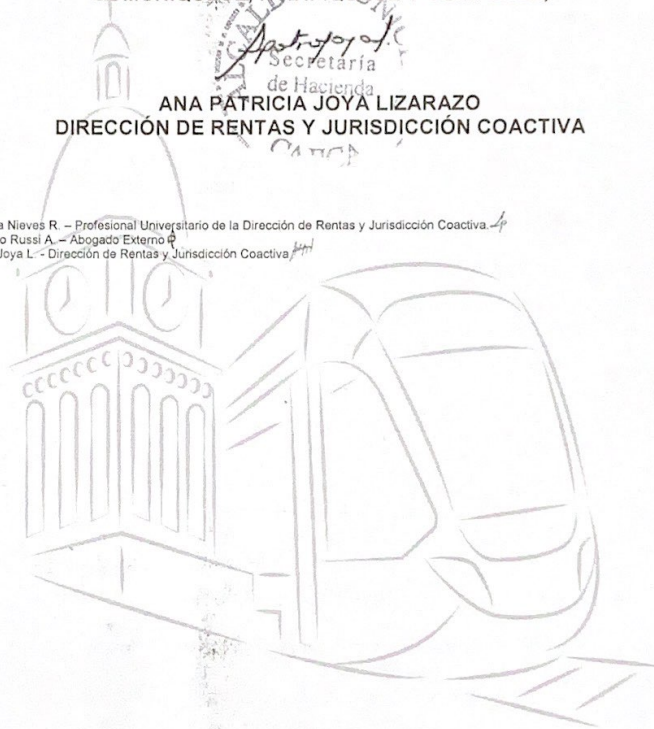 ALCALD
Secretaría
de Hacienda
ANA PATRICIA JOYA LIZARAZO
DIRECCIÓN DE RENTAS Y JURISDICCIÓN COACTIVA
a Nieves R. – Profesional Universitario de la Dirección de Rentas y Jurisdicción Coactiva.
o Russi A. – Abogado Externo
Joya L. - Dirección de Rentas y Jurisdicción Coactiva